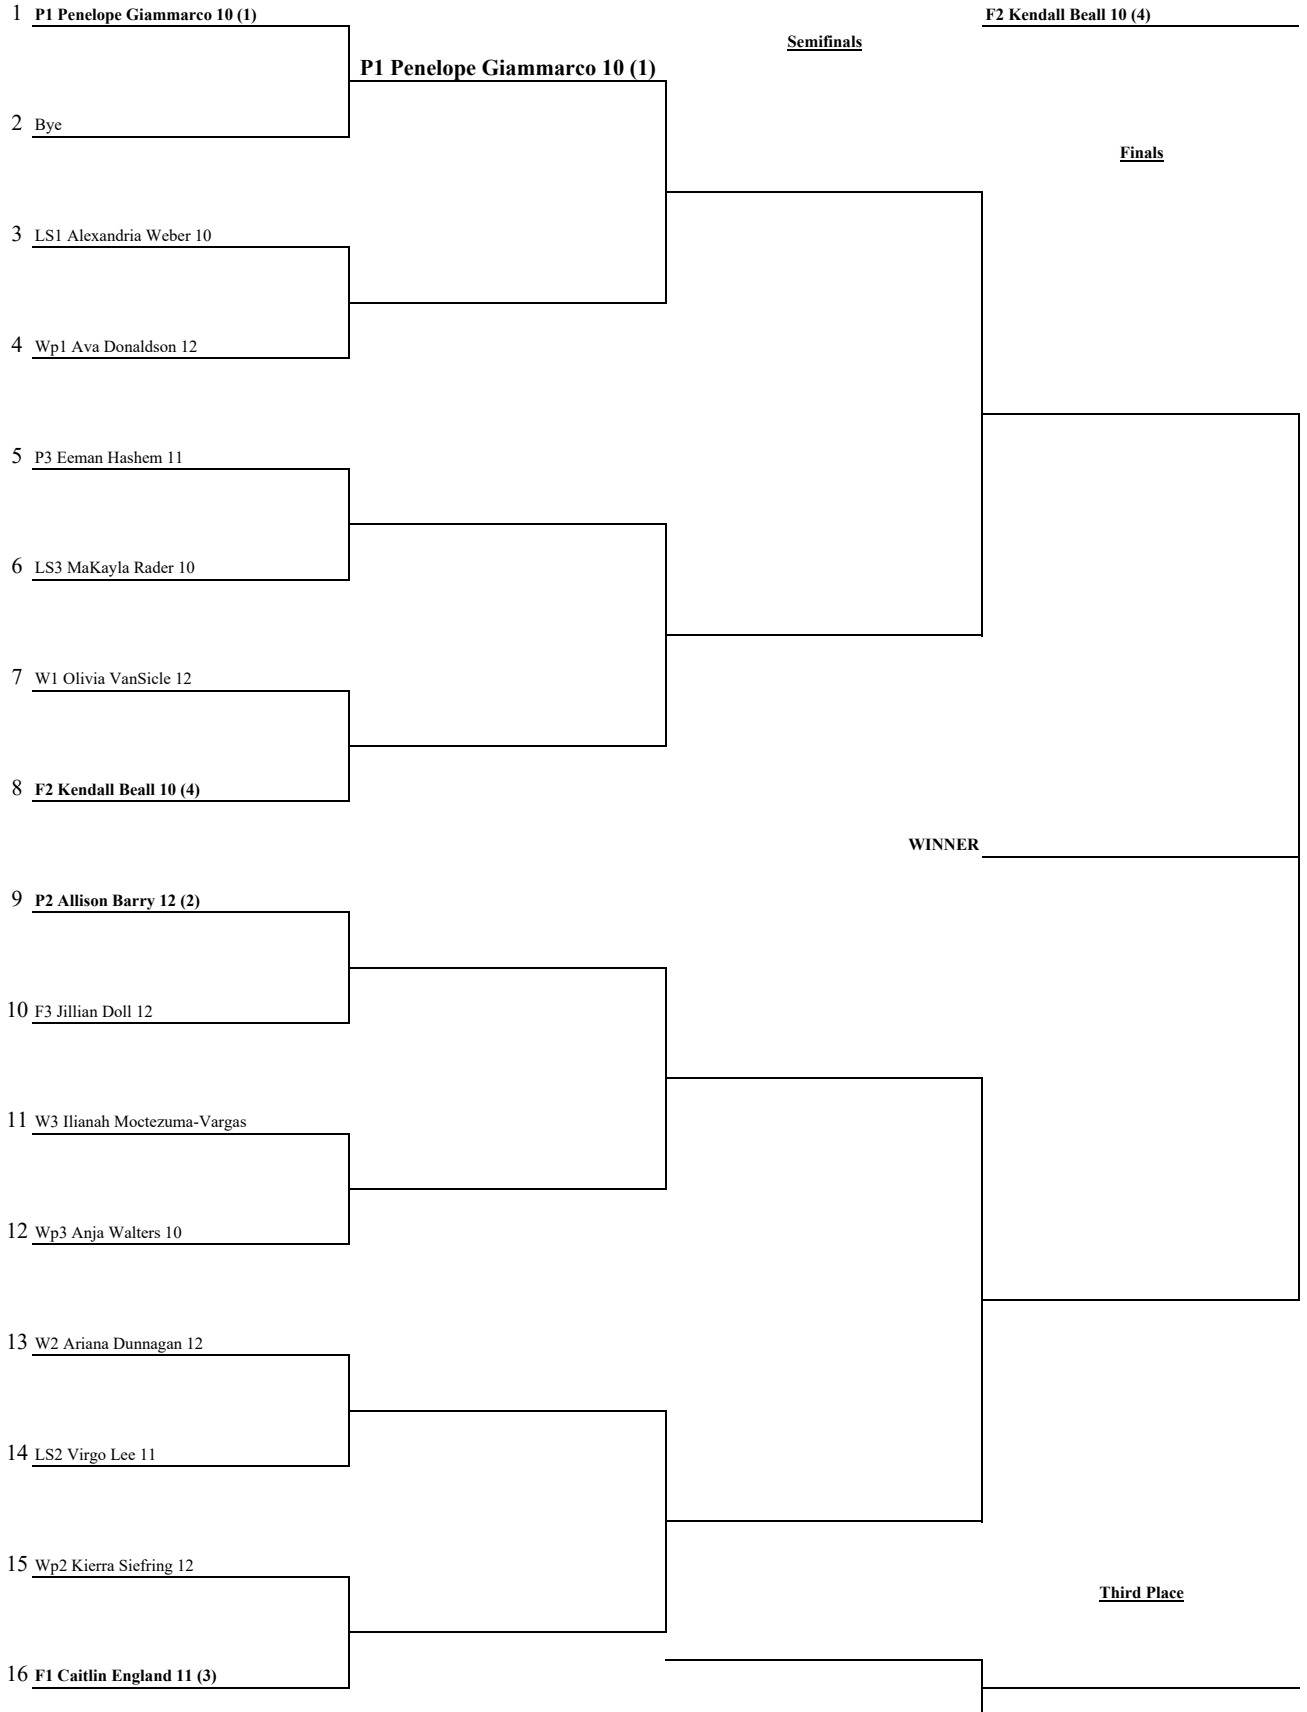 1 P1 Penelope Giammarco 10 (1)
F2 Kendall Beall 10 (4)
Semifinals
P1 Penelope Giammarco 10 (1)
2 Bye
Finals
3 LS1 Alexandria Weber 10
4 Wp1 Ava Donaldson 12
5 P3 Eeman Hashem 11
6 LS3 MaKayla Rader 10
7 W1 Olivia VanSicle 12
8 F2 Kendall Beall 10 (4)
WINNER
9 P2 Allison Barry 12 (2)
10 F3 Jillian Doll 12
11 W3 Ilianah Moctezuma-Vargas
12 Wp3 Anja Walters 10
13 W2 Ariana Dunnagan 12
14 LS2 Virgo Lee 11
15 Wp2 Kierra Siefring 12
Third Place
16 F1 Caitlin England 11 (3)